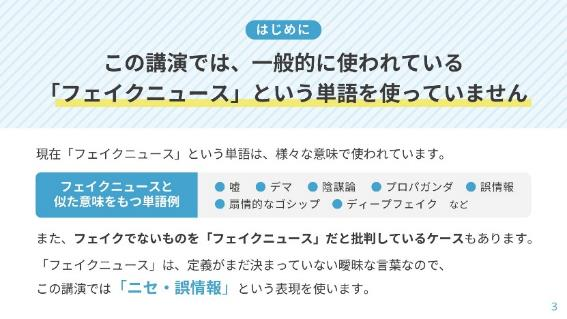 はじめに
この講演では、一般的に使われている
「フェイクニュース」という単語を使っていません
現在「フェイクニュース」という単語は、様々な意味で使われています。
フェイクニュースと
似た意味をもつ単語例
● 嘘 ● デマ ● 陰謀論 ● プロパガンダ ● 誤情報
● 扇情的なゴシップ ● ディープフェイク など
また、フェイクでないものを「フェイクニュース」だと批判しているケースもあります。
「フェイクニュース」は、定義がまだ決まっていない曖昧な言葉なので、
この講演では「ニセ・誤情報」という表現を使います。
3